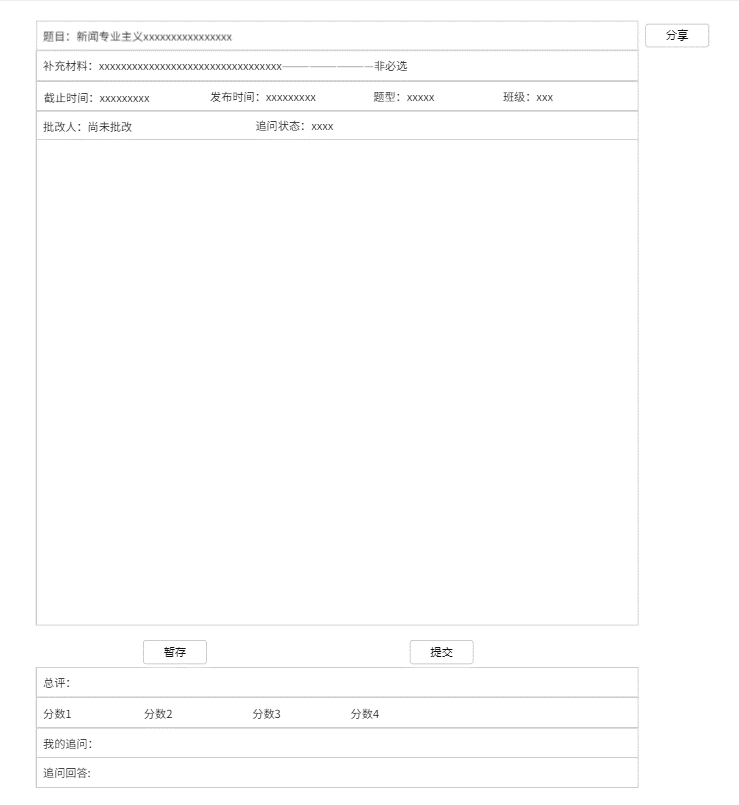 题目：新闻专业主义xxxxxxxxxxxxxxxx
分享
补充材料：xxxxxxxxxxxxxxxxxxxxxxxxxxxxxxxxx————————非必选
截止时间：xxxxxxxxx 发布时间：xxxxxxxxx 题型：xxxxx 班级：xxx
批改人：尚未批改 追问状态：xxxx
暂存 提交
总评：
分数1 分数2 分数3 分数4
我的追问：
追问回答: